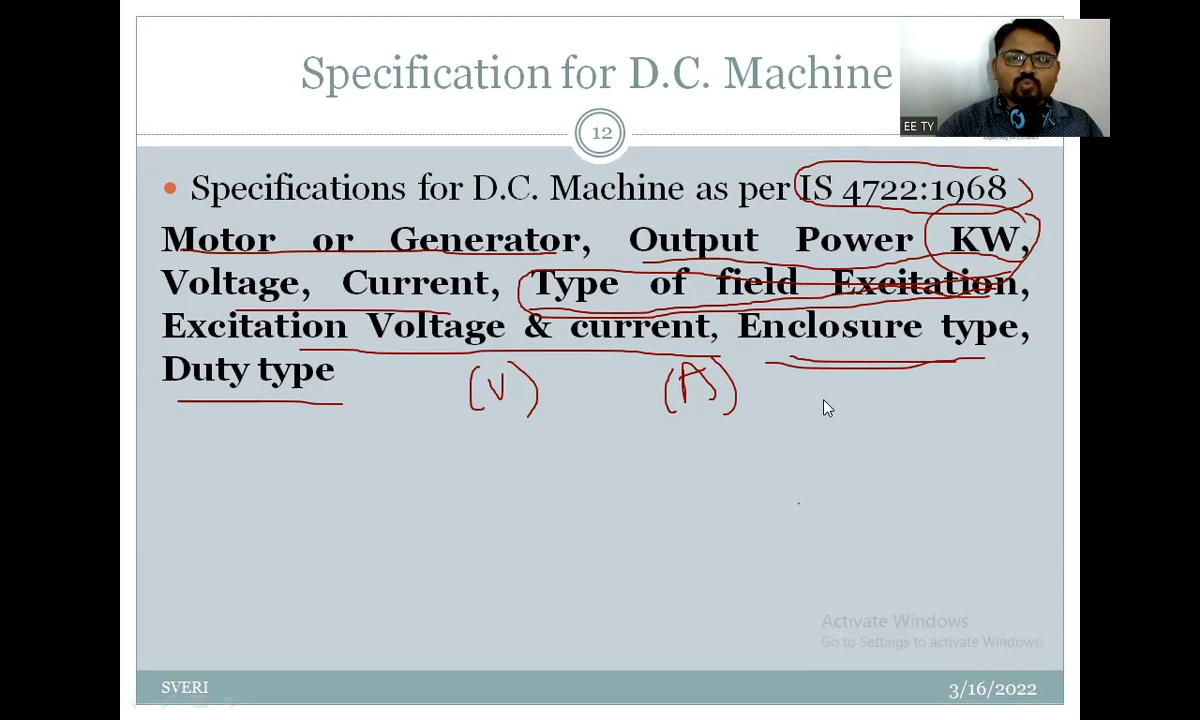 Specification for D.C. Machine
EE TY
12
• Specifications for D.C. Machine as per IS 4722:1968
Motor or Generator, Output Power KW,
Voltage, Current, Type of field Excitation,
Excitation Voltage & current, Enclosure type,
Duty type
(V) (A)
Activate Windows
Go to Settings to activate Windows.
SVERI
3/16/2022